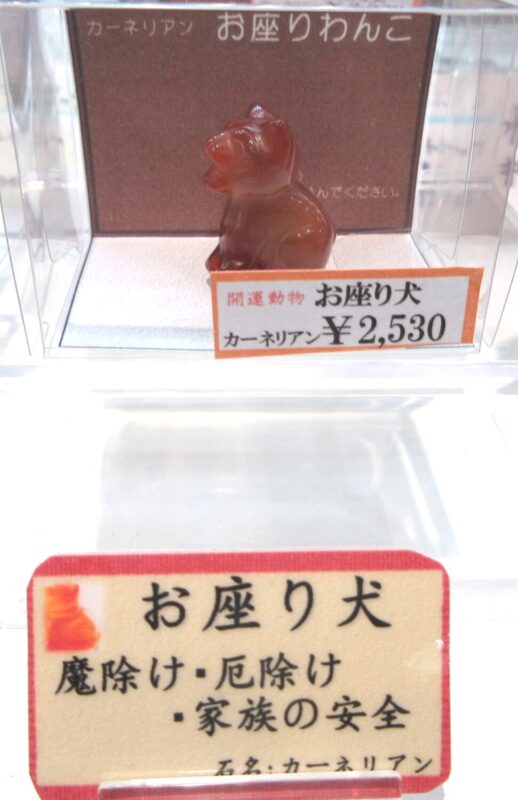 カーネリアン お座りわんこ
んでください。
開運動物 お座り犬
カーネリアン ¥2,530
お座り犬
魔除け・厄除け
・家族の安全
石名:カーネリアン